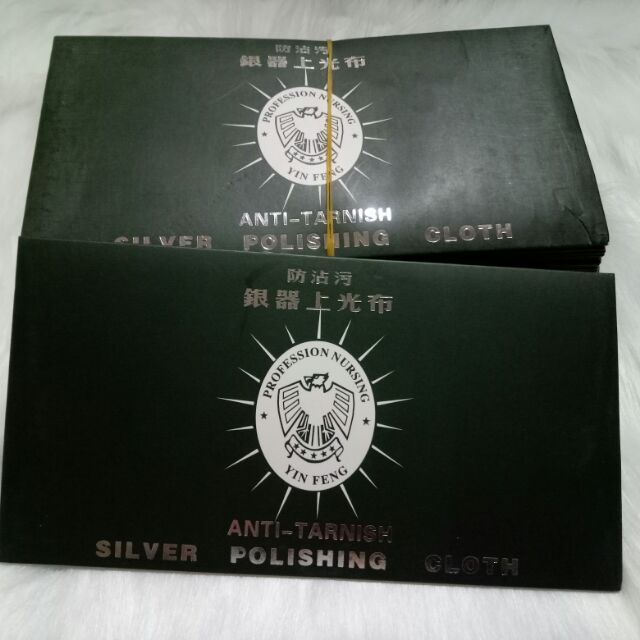 防沾污
銀器上光布
PROFESSION NURSING
YIN FENG
ANTI-TARNISH
SILVER POLISHING CLOTH
防沾污
銀器上光布
PROFESSION NURSING
YIN FENG
ANTI-TARNISH
SILVER POLISHING CLOTH